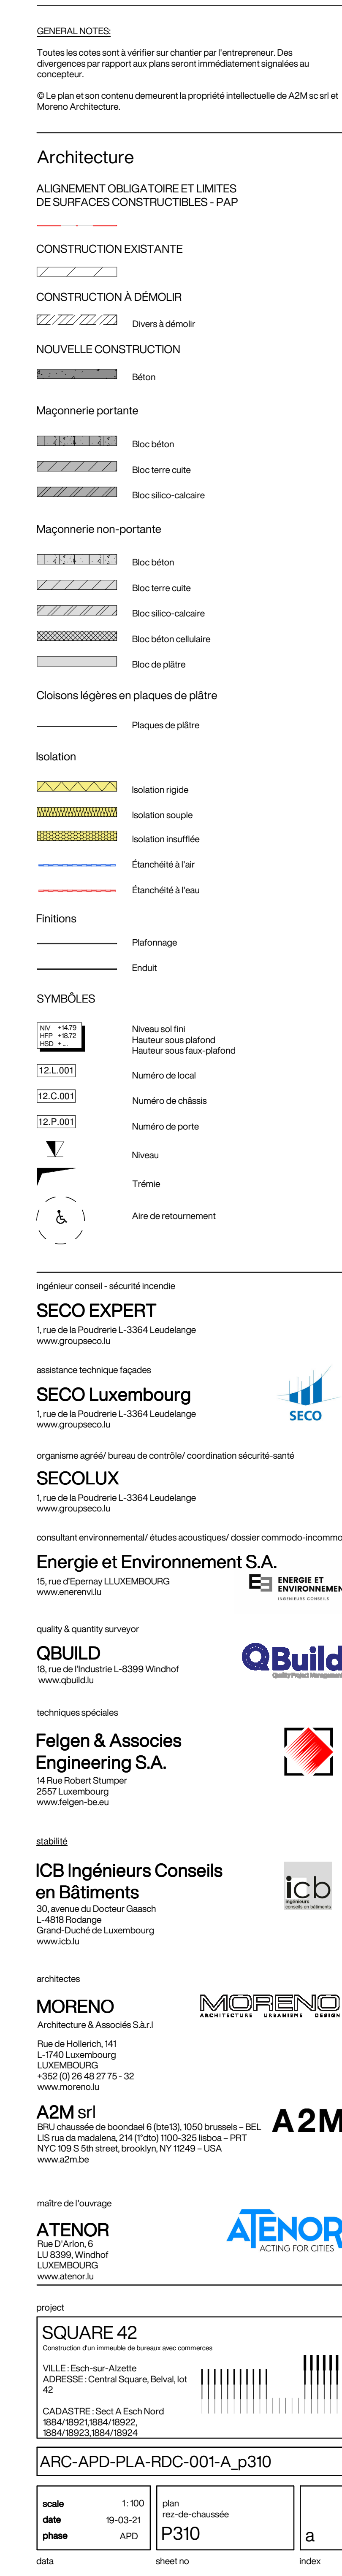 GENERAL NOTES:
Toutes les cotes sont à vérifier sur chantier par l'entrepreneur. Des
divergences par rapport aux plans seront immédiatement signalées au
concepteur.
© Le plan et son contenu demeurent la propriété intellectuelle de A2M sc srl et
Moreno Architecture.
Architecture
ALIGNEMENT OBLIGATOIRE ET LIMITES
DE SURFACES CONSTRUCTIBLES - PAP
CONSTRUCTION EXISTANTE
CONSTRUCTION À DÉMOLIR
Divers à démolir
NOUVELLE CONSTRUCTION
Béton
Maçonnerie portante
Bloc béton
Bloc terre cuite
Bloc silico-calcaire
Maçonnerie non-portante
Bloc béton
Bloc terre cuite
Bloc silico-calcaire
Bloc béton cellulaire
Bloc de plâtre
Cloisons légères en plaques de plâtre
Plaques de plâtre
Isolation
Isolation rigide
Isolation souple
Isolation insufflée
Étanchéité à l'air
Étanchéité à l'eau
Finitions
Plafonnage
Enduit
SYMBÔLES
NIV +14.79 Niveau sol fini
HFP +18.72 Hauteur sous plafond
HSD + ... Hauteur sous faux-plafond
12.L.001 Numéro de local
12.C.001 Numéro de châssis
12.P.001 Numéro de porte
Niveau
Trémie
Aire de retournement
ingénieur conseil - sécurité incendie
SECO EXPERT
1, rue de la Poudrerie L-3364 Leudelange
www.groupseco.lu
assistance technique façades
SECO Luxembourg
1, rue de la Poudrerie L-3364 Leudelange
www.groupseco.lu
SECO
organisme agréé/ bureau de contrôle/ coordination sécurité-santé
SECOLUX
1, rue de la Poudrerie L-3364 Leudelange
www.groupseco.lu
consultant environnemental/ études acoustiques/ dossier commodo-incommo
Energie et Environnement S.A.
15, rue d'Epernay LLUXEMBOURG
www.enerenvi.lu
ENERGIE ET
ENVIRONNEMEN
INGENIEURS CONSEILS
quality & quantity surveyor
QBUILD
18, rue de l'Industrie L-8399 Windhof
www.qbuild.lu
QBuild
Quality Project Management
techniques spéciales
Felgen & Associes
Engineering S.A.
14 Rue Robert Stumper
2557 Luxembourg
www.felgen-be.eu
stabilité
ICB Ingénieurs Conseils
en Bâtiments
30, avenue du Docteur Gaasch
L-4818 Rodange
Grand-Duché de Luxembourg
www.icb.lu
icb
ingénieurs
conseils en bâtiments
architectes
MORENO
Architecture & Associés S.à.r.l
MORENO
ARCHITECTURE URBANISME DESIGN
Rue de Hollerich, 141
L-1740 Luxembourg
LUXEMBOURG
+352 (0) 26 48 27 75 - 32
www.moreno.lu
A2M srl
BRU chaussée de boondael 6 (bte13), 1050 brussels – BEL
LIS rua da madalena, 214 (1°dto) 1100-325 lisboa – PRT
NYC 109 S 5th street, brooklyn, NY 11249 – USA
www.a2m.be
A2M
maître de l'ouvrage
ATENOR
Rue D'Arlon, 6
LU 8399, Windhof
LUXEMBOURG
www.atenor.lu
ATENOR
ACTING FOR CITIES
project
SQUARE 42
Construction d'un immeuble de bureaux avec commerces
VILLE : Esch-sur-Alzette
ADRESSE : Central Square, Belval, lot
42
CADASTRE : Sect A Esch Nord
1884/18921,1884/18922,
1884/18923,1884/18924
ARC-APD-PLA-RDC-001-A_p310
scale 1 : 100
date 19-03-21
phase APD
plan
rez-de-chaussée
P310
a
data
sheet no
index